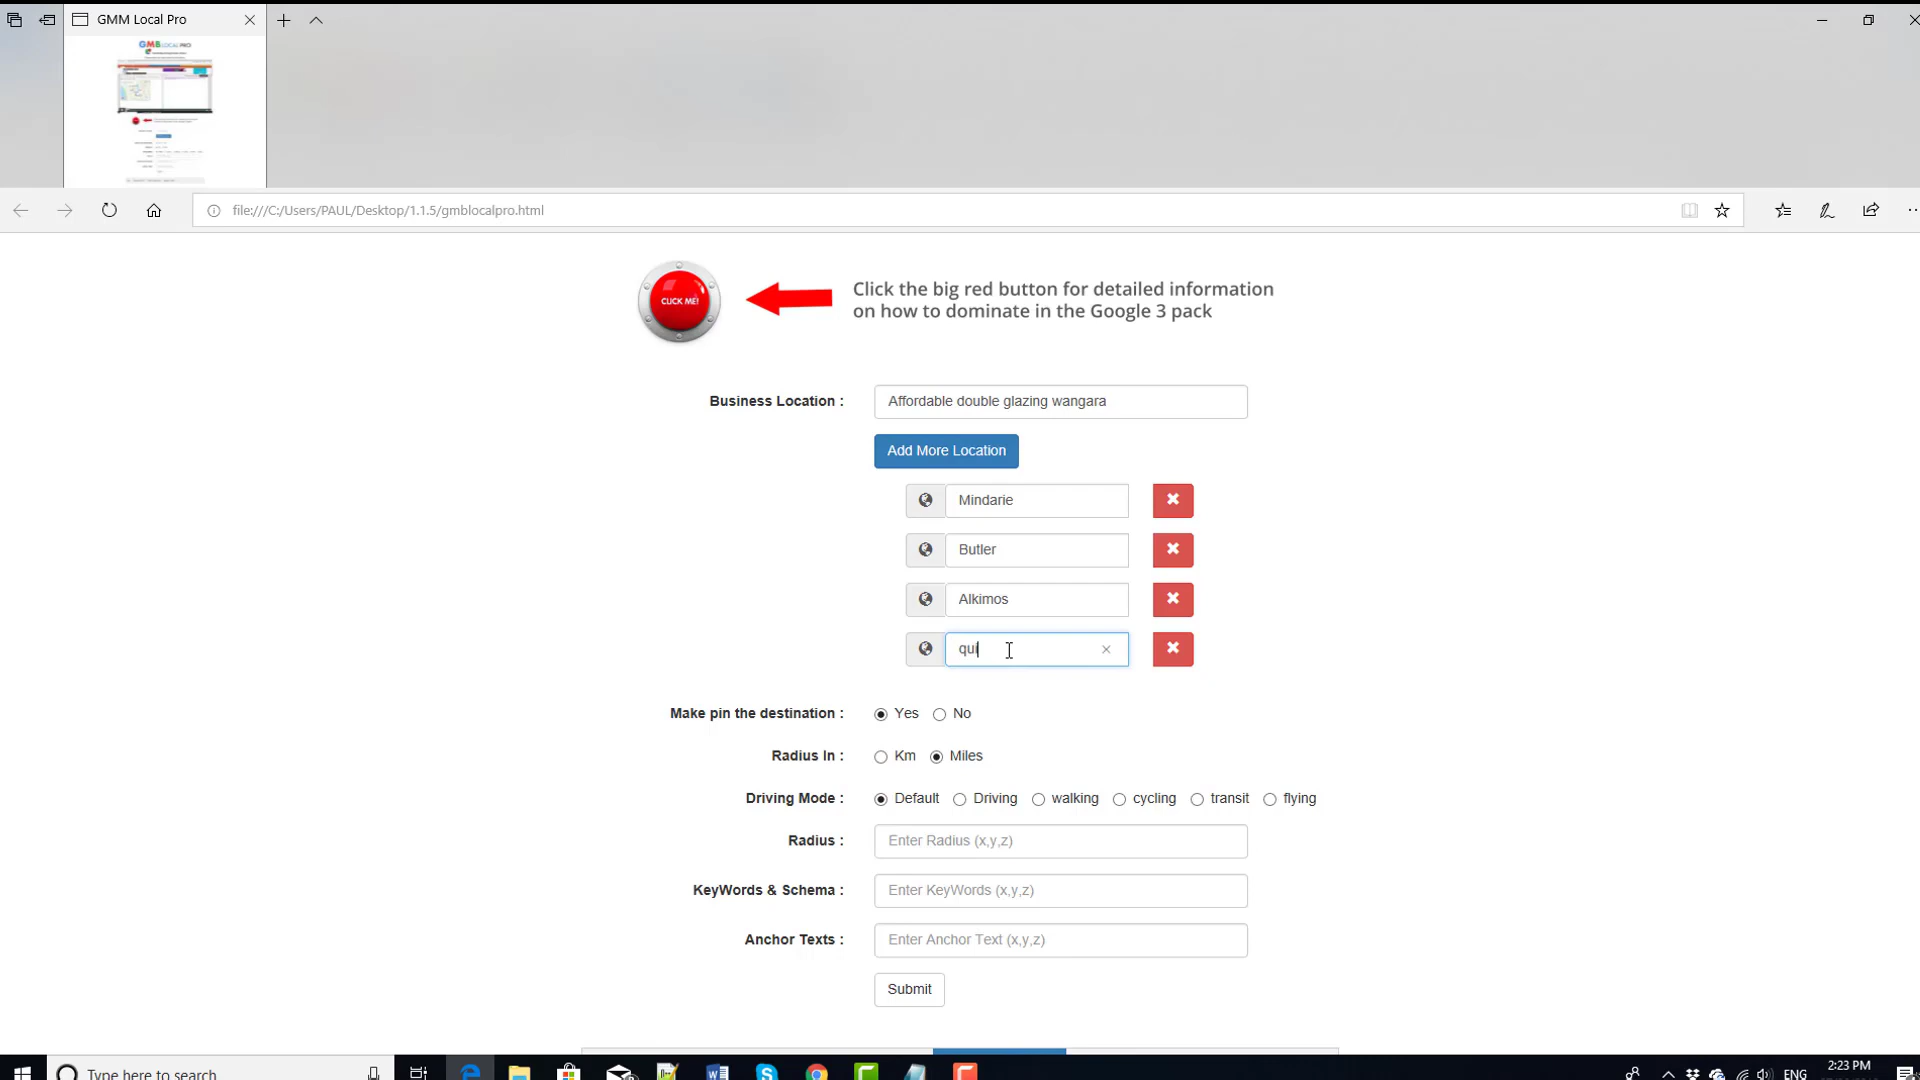 GMM Local Pro
GMB LOCAL PRO
file:///C:/Users/PAUL/Desktop/1.1.5/gmblocalpro.html
CLICK ME!
Click the big red button for detailed information
on how to dominate in the Google 3 pack
Business Location : Affordable double glazing wangara
Add More Location
Mindarie
Butler
Alkimos
qui
Make pin the destination : Yes No
Radius In : Km Miles
Driving Mode : Default Driving walking cycling transit flying
Radius : Enter Radius (x,y,z)
KeyWords & Schema : Enter KeyWords (x,y,z)
Anchor Texts : Enter Anchor Text (x,y,z)
Submit
Type here to search
ENG
2:23 PM